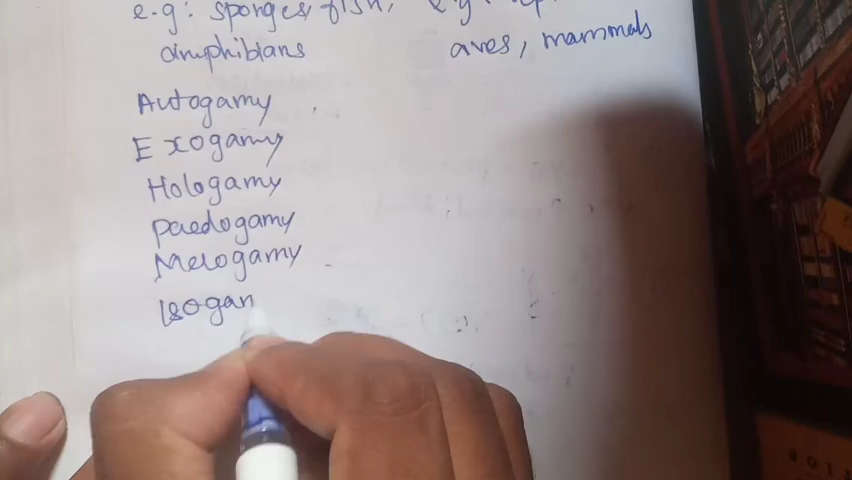 e.g: sponges fish, e.g:
amphibians aves, mammals
Autogamy
Exogamy
Hologamy
Paedogamy
Merogamy
Isogam